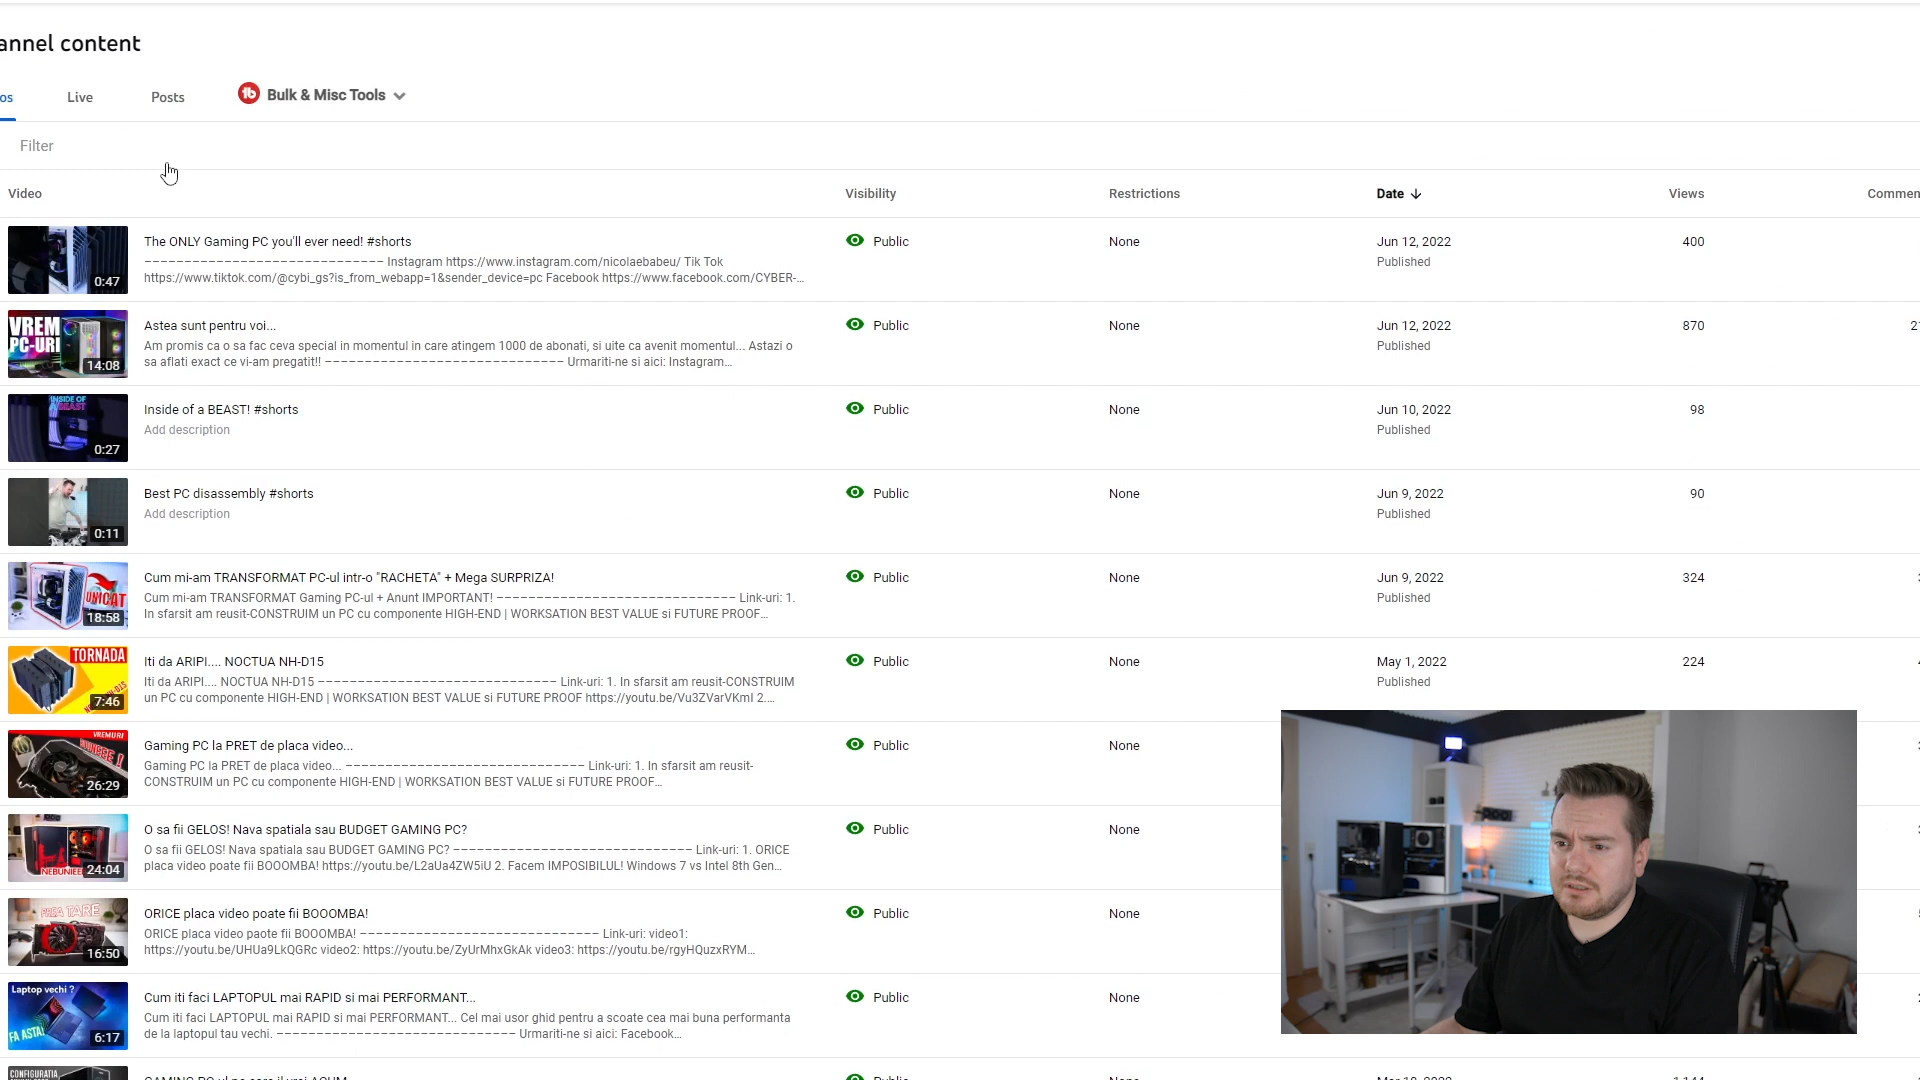 annel content
os Live Posts Bulk & Misc Tools
Filter
Video Visibility Restrictions Date Views Commen
The ONLY Gaming PC you'll ever need! #shorts Public None Jun 12, 2022 400
------------------------------ Instagram https://www.instagram.com/nicolaebabeu/ Tik Tok Published
https://www.tiktok.com/@cybi_gs?is_from_webapp=1&sender_device=pc Facebook https://www.facebook.com/CYBER-...
0:47
VREM
PC-URI
14:08
Astea sunt pentru voi... Public None Jun 12, 2022 870
Am promis ca o sa fac ceva special in momentul in care atingem 1000 de abonati, si uite ca avenit momentul... Astazi o Published
sa aflati exact ce vi-am pregatit!! ------------------------------ Urmariti-ne si aici: Instagram...
INSIDE OF
A BEAST
0:27
Inside of a BEAST! #shorts Public None Jun 10, 2022 98
Add description Published
0:11
Best PC disassembly #shorts Public None Jun 9, 2022 90
Add description Published
UNICAT
18:58
Cum mi-am TRANSFORMAT PC-ul intr-o "RACHETA" + Mega SURPRIZA! Public None Jun 9, 2022 324
Cum mi-am TRANSFORMAT Gaming PC-ul + Anunt IMPORTANT! ------------------------------ Link-uri: 1. Published
In sfarsit am reusit-CONSTRUIM un PC cu componente HIGH-END | WORKSATION BEST VALUE si FUTURE PROOF...
TORNADA
7:46
Iti da ARIPI.... NOCTUA NH-D15 Public None May 1, 2022 224
Iti da ARIPI.... NOCTUA NH-D15 ------------------------------ Link-uri: 1. In sfarsit am reusit-CONSTRUIM Published
un PC cu componente HIGH-END | WORKSATION BEST VALUE si FUTURE PROOF https://youtu.be/Vu3ZVarVKmI 2....
VREMURI
26:29
Gaming PC la PRET de placa video... Public None
Gaming PC la PRET de placa video... ------------------------------ Link-uri: 1. In sfarsit am reusit-
CONSTRUIM un PC cu componente HIGH-END | WORKSATION BEST VALUE si FUTURE PROOF...
24:04
O sa fii GELOS! Nava spatiala sau BUDGET GAMING PC? Public None
O sa fii GELOS! Nava spatiala sau BUDGET GAMING PC? ------------------------------ Link-uri: 1. ORICE
placa video poate fii BOOOMBA! https://youtu.be/L2aUa4ZW5iU 2. Facem IMPOSIBILUL! Windows 7 vs Intel 8th Gen...
PREA TARE
16:50
ORICE placa video poate fii BOOOMBA! Public None
ORICE placa video paote fii BOOOMBA! ------------------------------ Link-uri: video1:
https://youtu.be/UHUa9LkQGRc video2: https://youtu.be/ZyUrMhxGkAk video3: https://youtu.be/rgyHQuzxRYM...
Laptop vechi ?
FA ASTA!
6:17
Cum iti faci LAPTOPUL mai RAPID si mai PERFORMANT... Public None
Cum iti faci LAPTOPUL mai RAPID si mai PERFORMANT... Cel mai usor ghid pentru a scoate cea mai buna performanta
de la laptopul tau vechi. ------------------------------ Urmariti-ne si aici: Facebook...
CONFIGURATIA